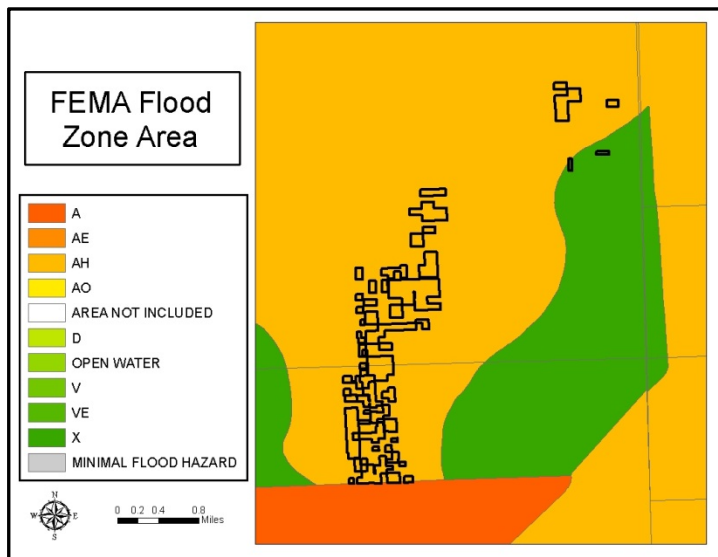 FEMA Flood
Zone Area
A
AE
AH
AO
AREA NOT INCLUDED
D
OPEN WATER
V
VE
X
MINIMAL FLOOD HAZARD
N
W
E
S
0 0.2 0.4 0.8
Miles